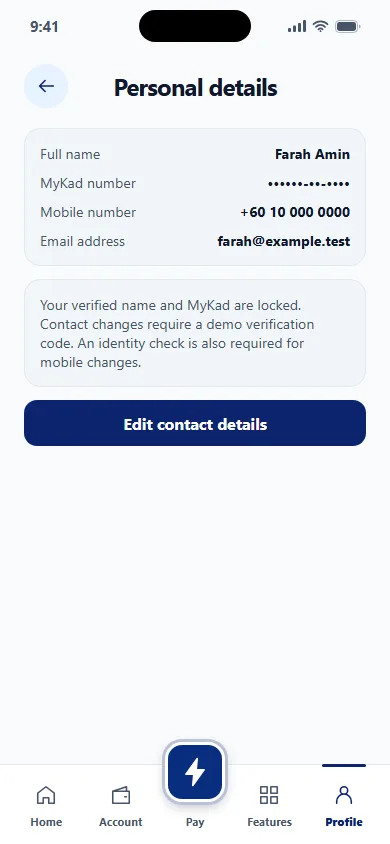 9:41
Personal details
Full name Farah Amin
MyKad number ••••••-••-••••
Mobile number +60 10 000 0000
Email address farah@example.test
Your verified name and MyKad are locked.
Contact changes require a demo verification
code. An identity check is also required for
mobile changes.
Edit contact details
Home Account Pay Features Profile